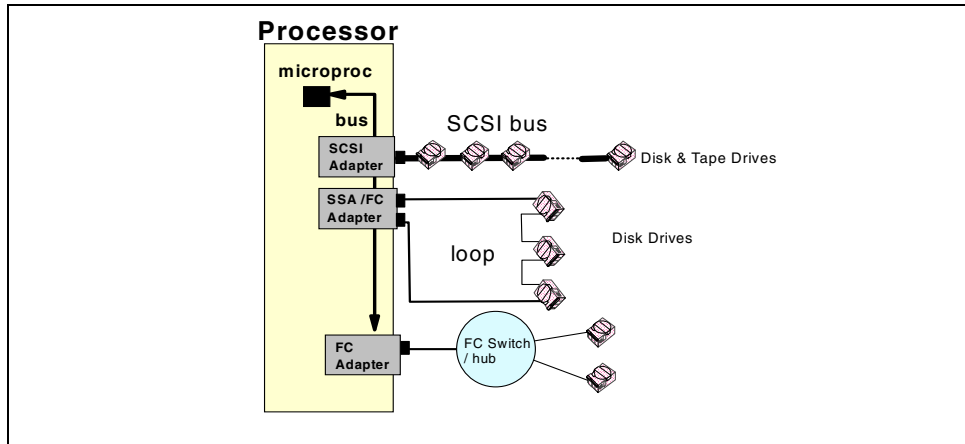 Processor
microproc
bus
SCSI bus
SCSI
Adapter
Disk & Tape Drives
SSA /FC
Adapter
loop
Disk Drives
FC
Adapter
FC Switch
/ hub